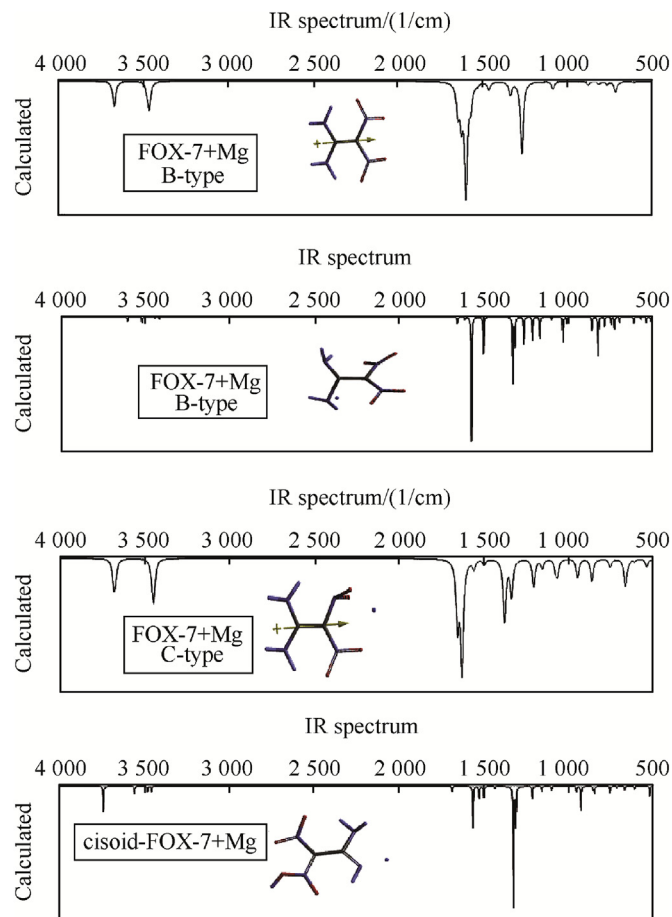 IR spectrum/(1/cm)
4 000 3 500 3 000 2 500 2 000 1 500 1 000 500
Calculated
FOX-7+Mg
B-type
IR spectrum
4 000 3 500 3 000 2 500 2 000 1 500 1 000 500
Calculated
FOX-7+Mg
B-type
IR spectrum/(1/cm)
4 000 3 500 3 000 2 500 2 000 1 500 1 000 500
Calculated
FOX-7+Mg
C-type
IR spectrum
4 000 3 500 3 000 2 500 2 000 1 500 1 000 500
Calculated
cisoid-FOX-7+Mg